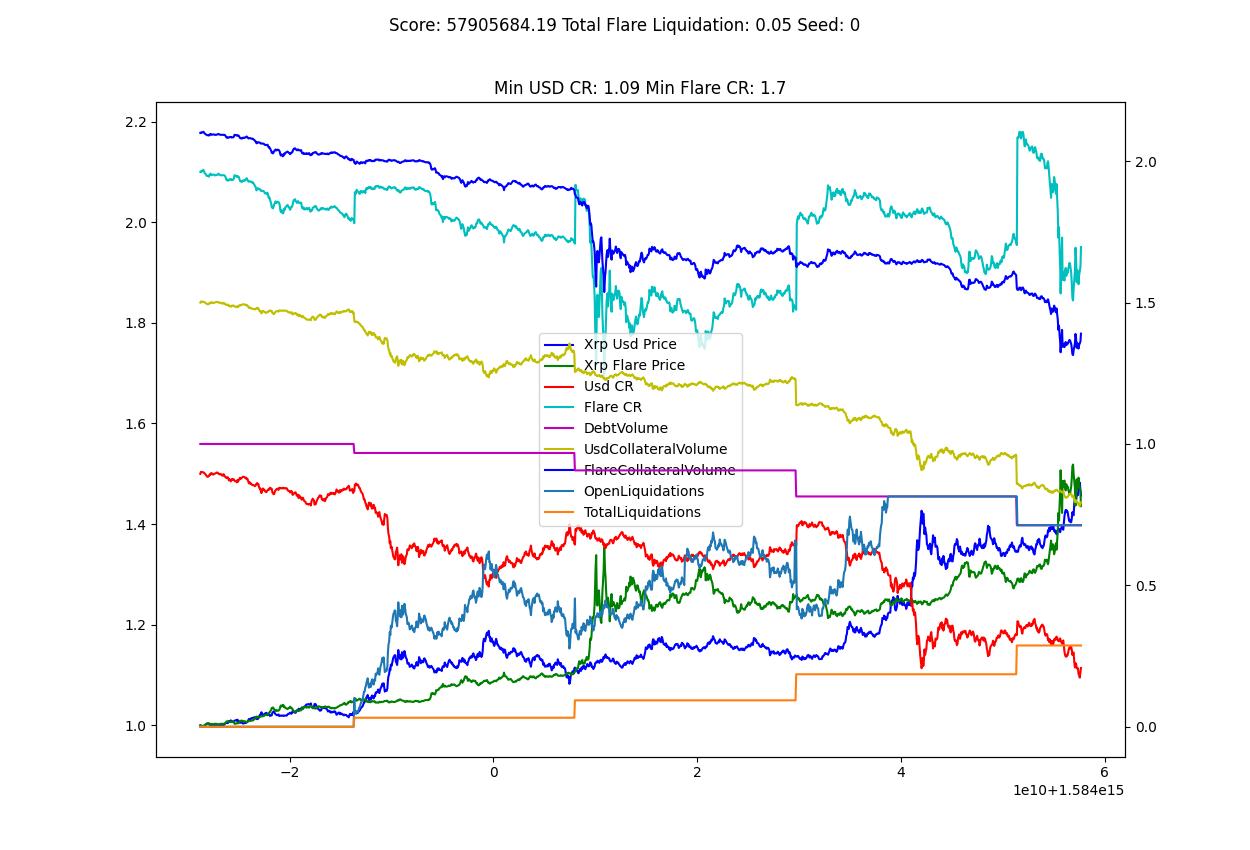 Score: 57905684.19 Total Flare Liquidation: 0.05 Seed: 0
Min USD CR: 1.09 Min Flare CR: 1.7
2.2
2.0
1.8
1.6
1.4
1.2
1.0
2.0
1.5
1.0
0.5
0.0
Xrp Usd Price
Xrp Flare Price
Usd CR
Flare CR
DebtVolume
UsdCollateralVolume
FlareCollateralVolume
OpenLiquidations
TotalLiquidations
−2 0 2 4 6
1e10+1.584e15